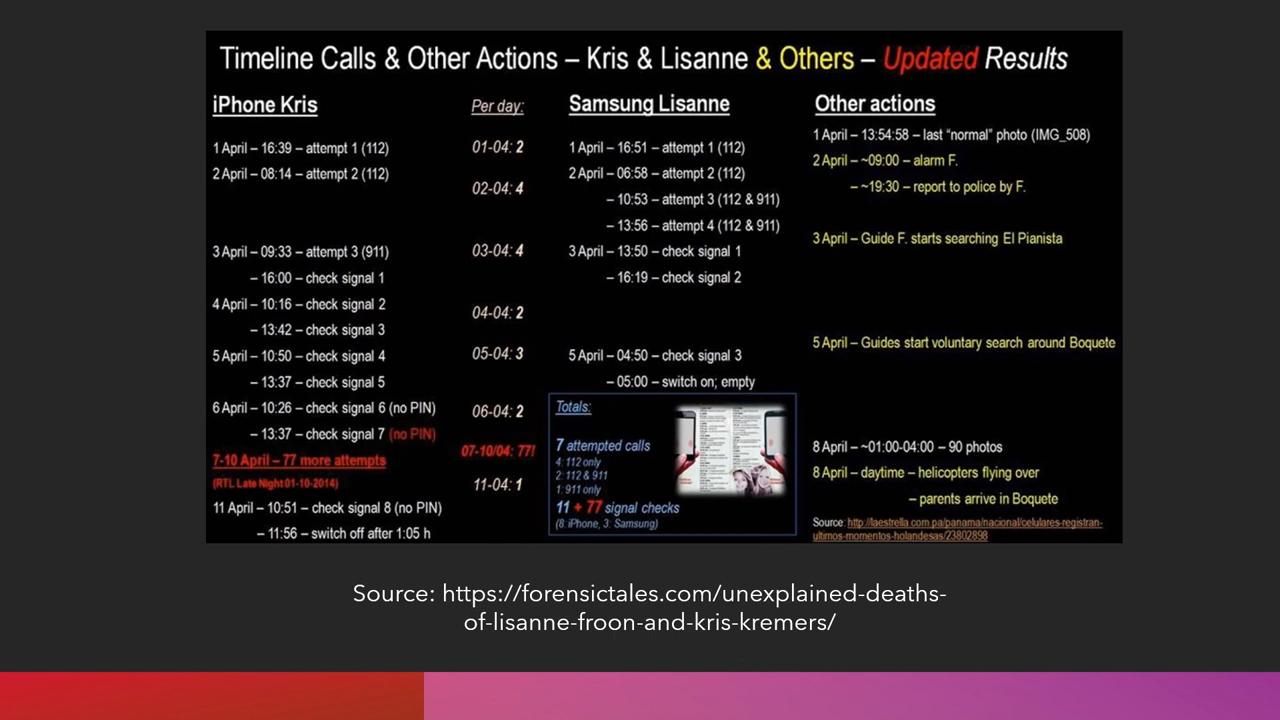 Timeline Calls & Other Actions – Kris & Lisanne & Others – Updated Results
iPhone Kris
1 April – 16:39 – attempt 1 (112)
2 April – 08:14 – attempt 2 (112)
3 April – 09:33 – attempt 3 (911)
– 16:00 – check signal 1
4 April – 10:16 – check signal 2
– 13:42 – check signal 3
5 April – 10:50 – check signal 4
– 13:37 – check signal 5
6 April – 10:26 – check signal 6 (no PIN)
– 13:37 – check signal 7 (no PIN)
7-10 April – 77 more attempts
(RTL Late Night 01-10-2014)
11 April – 10:51 – check signal 8 (no PIN)
– 11:56 – switch off after 1:05 h
Per day:
01-04: 2
02-04: 4
03-04: 4
04-04: 2
05-04: 3
06-04: 2
07-10/04: 77!
11-04: 1
Samsung Lisanne
1 April – 16:51 – attempt 1 (112)
2 April – 06:58 – attempt 2 (112)
– 10:53 – attempt 3 (112 & 911)
– 13:56 – attempt 4 (112 & 911)
3 April – 13:50 – check signal 1
– 16:19 – check signal 2
5 April – 04:50 – check signal 3
– 05:00 – switch on; empty
Totals:
7 attempted calls
4: 112 only
2: 112 & 911
1: 911 only
11 + 77 signal checks
(8: iPhone, 3: Samsung)
Other actions
1 April – 13:54:58 – last “normal” photo (IMG_508)
2 April – ~09:00 – alarm F.
– ~19:30 – report to police by F.
3 April – Guide F. starts searching El Pianista
5 April – Guides start voluntary search around Boquete
8 April – ~01:00-04:00 – 90 photos
8 April – daytime – helicopters flying over
– parents arrive in Boquete
Source: http://laestrella.com.pa/panama/nacional/celulares-registran-
ultimos-momentos-holandesas/23802898
Source: https://forensictales.com/unexplained-deaths-
of-lisanne-froon-and-kris-kremers/